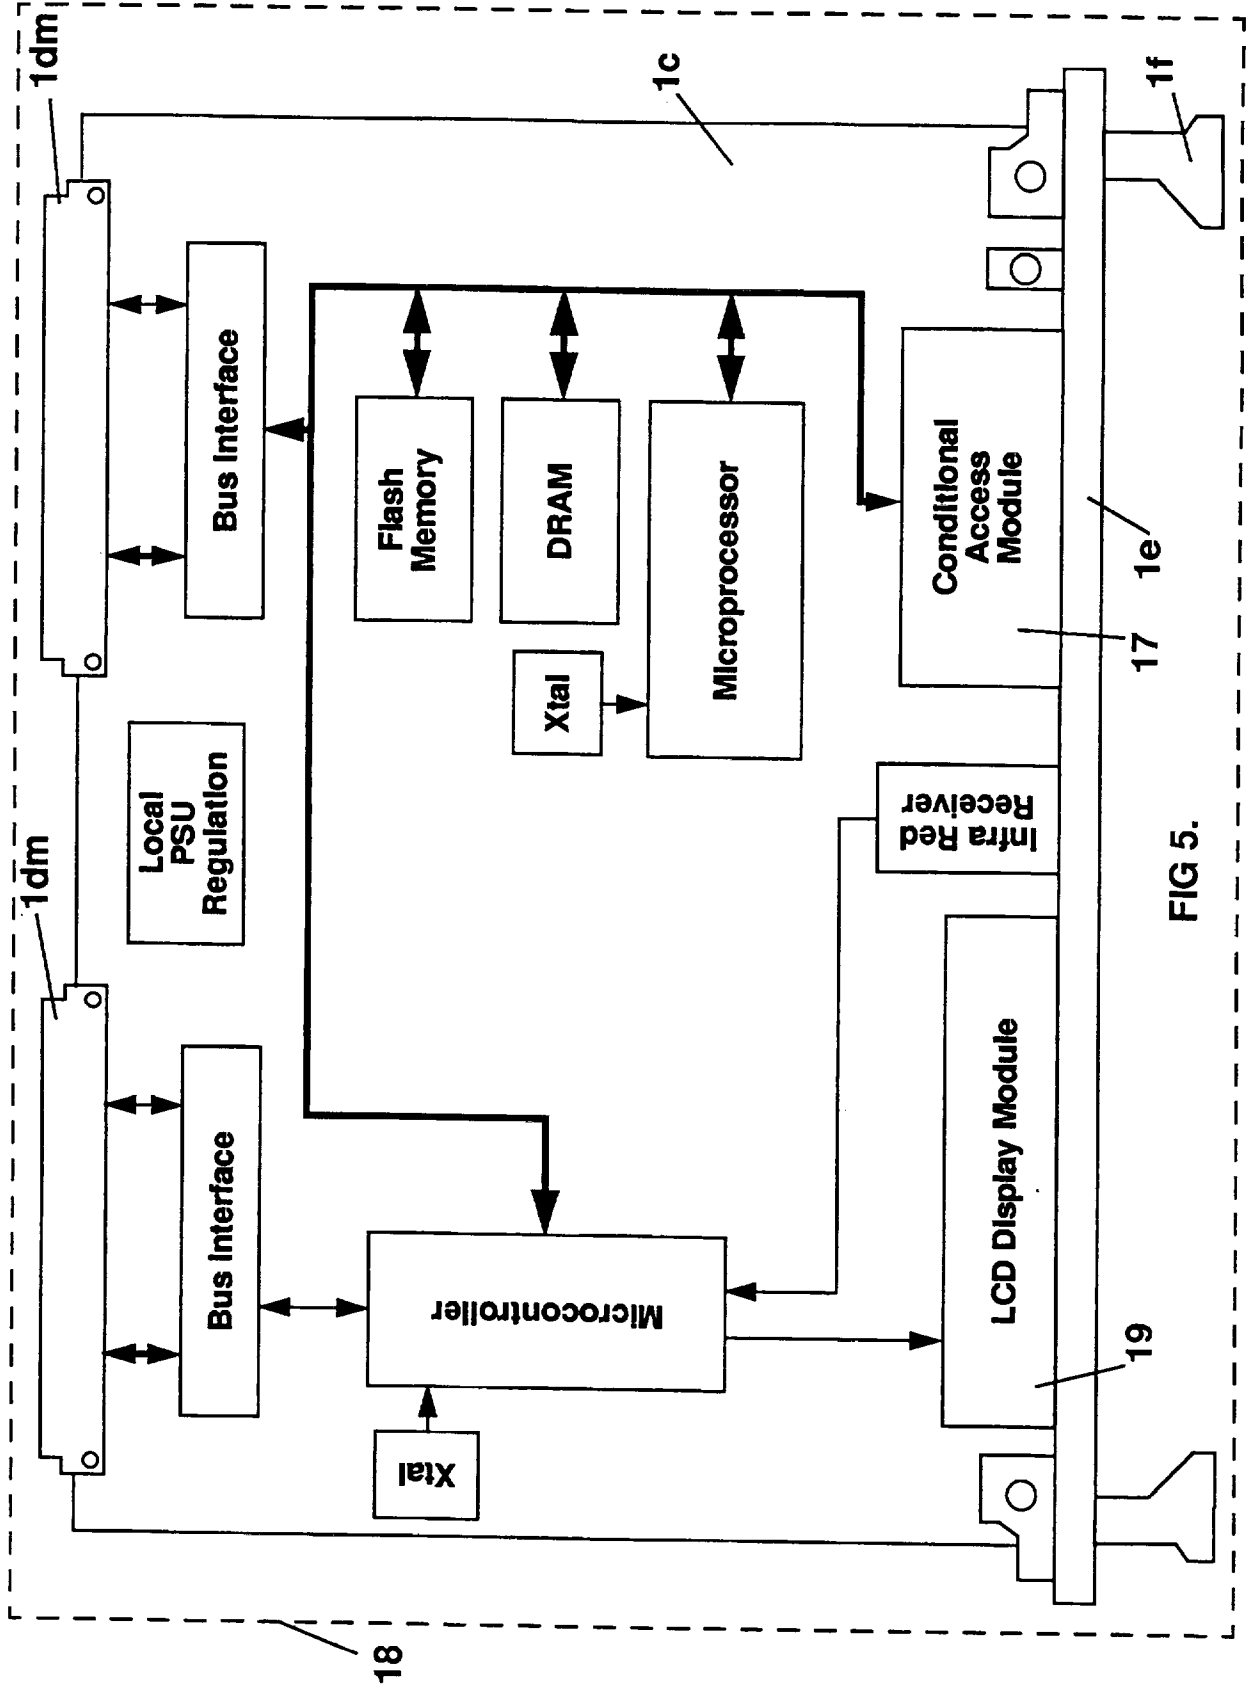 1dm
1dm
1c
Bus Interface
Bus Interface
Local
PSU
Regulation
Flash
Memory
DRAM
Xtal
Microprocessor
Microcontroller
Xtal
Conditional
Access
Module
Infra Red
Receiver
LCD Display Module
17
19
18
1e
1f
FIG 5.